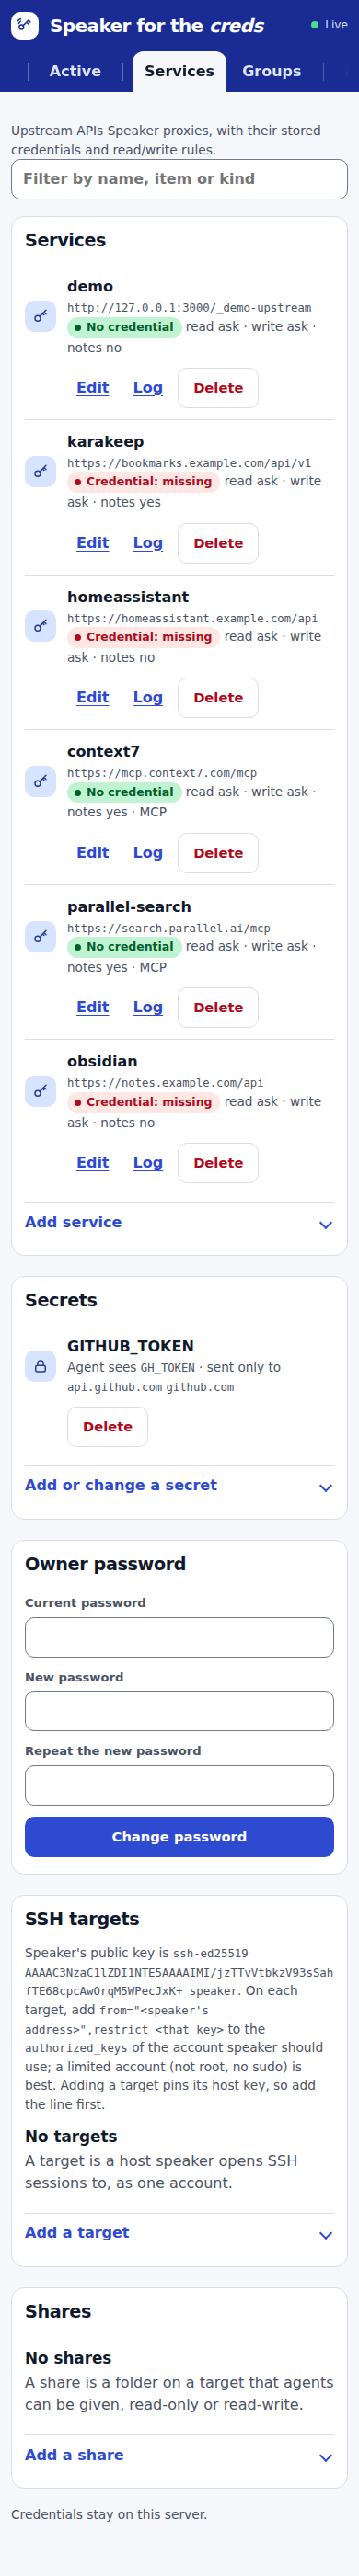 Speaker for the creds
Live
Active
Services
Groups
Upstream APIs Speaker proxies, with their stored
credentials and read/write rules.
Filter by name, item or kind
Services
demo
http://127.0.0.1:3000/_demo-upstream
No credential read ask · write ask ·
notes no
Edit Log Delete
karakeep
https://bookmarks.example.com/api/v1
Credential: missing read ask · write
ask · notes yes
Edit Log Delete
homeassistant
https://homeassistant.example.com/api
Credential: missing read ask · write
ask · notes no
Edit Log Delete
context7
https://mcp.context7.com/mcp
No credential read ask · write ask ·
notes yes · MCP
Edit Log Delete
parallel-search
https://search.parallel.ai/mcp
No credential read ask · write ask ·
notes yes · MCP
Edit Log Delete
obsidian
https://notes.example.com/api
Credential: missing read ask · write
ask · notes no
Edit Log Delete
Add service
Secrets
GITHUB_TOKEN
Agent sees GH_TOKEN · sent only to
api.github.com github.com
Delete
Add or change a secret
Owner password
Current password
New password
Repeat the new password
Change password
SSH targets
Speaker's public key is ssh-ed25519
AAAAC3NzaC1lZDI1NTE5AAAAIMI/jzTTvVtbkzV93sSah
fTE68cpcAwOrqM5WPecJxK+ speaker. On each
target, add from="<speaker's
address>",restrict <that key> to the
authorized_keys of the account speaker should
use; a limited account (not root, no sudo) is
best. Adding a target pins its host key, so add
the line first.
No targets
A target is a host speaker opens SSH
sessions to, as one account.
Add a target
Shares
No shares
A share is a folder on a target that agents
can be given, read-only or read-write.
Add a share
Credentials stay on this server.